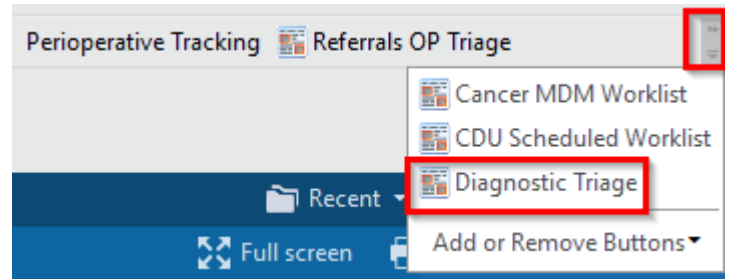 Perioperative Tracking Referrals OP Triage
Cancer MDM Worklist
CDU Scheduled Worklist
Diagnostic Triage
Recent
Add or Remove Buttons
Full screen